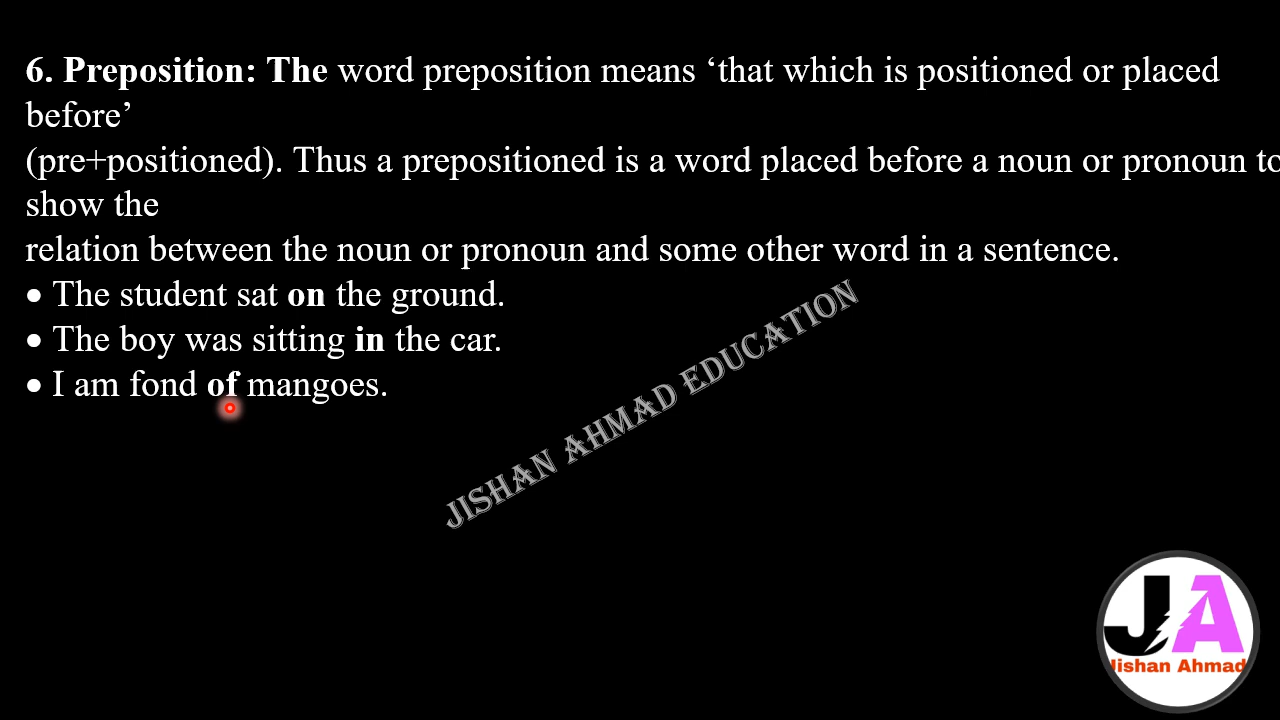 6. Preposition: The word preposition means ‘that which is positioned or placed
before’
(pre+positioned). Thus a prepositioned is a word placed before a noun or pronoun to
show the
relation between the noun or pronoun and some other word in a sentence.
• The student sat on the ground.
• The boy was sitting in the car.
• I am fond of mangoes.
JISHAN AHMAD EDUCATION
JA
Jishan Ahmad